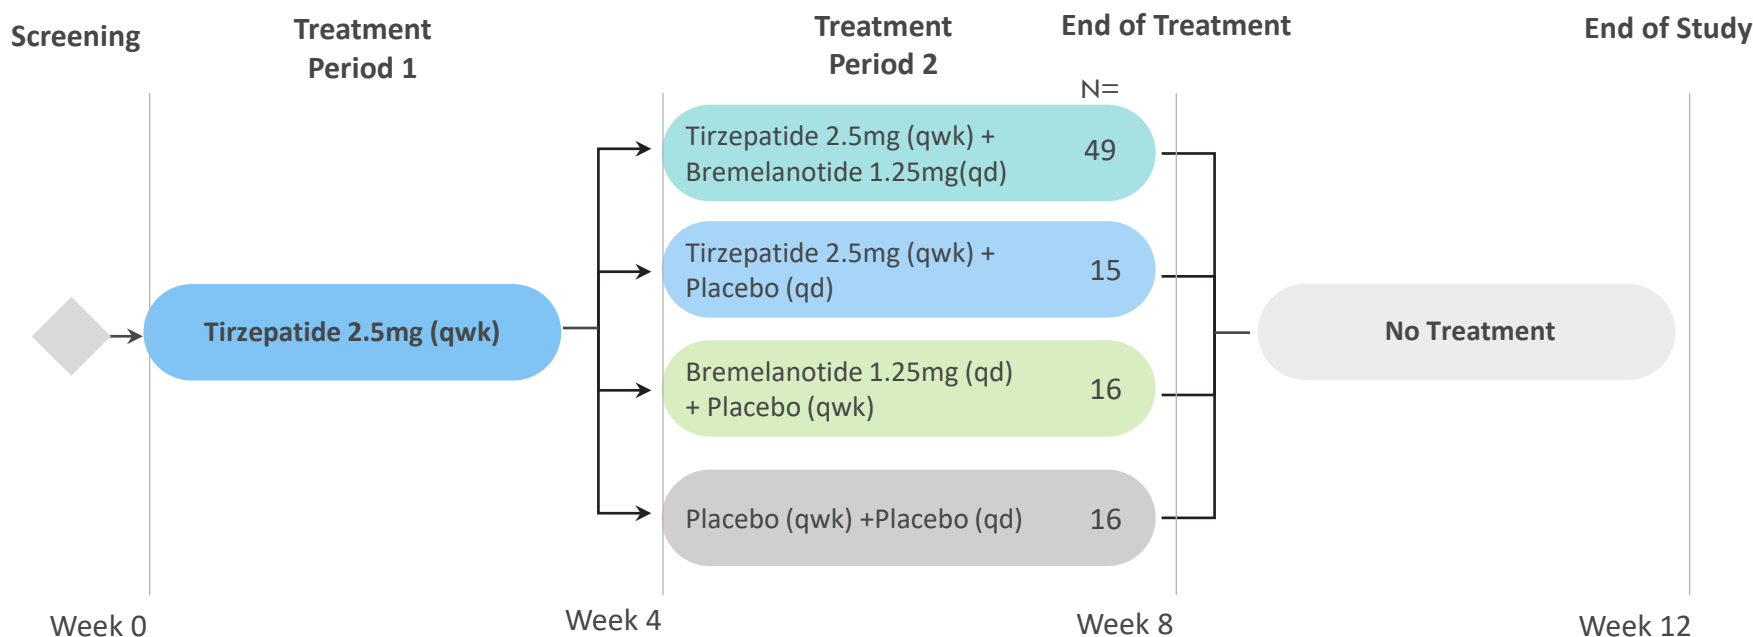 Screening
Treatment
Period 1
Treatment
Period 2
End of Treatment
End of Study
N=
Tirzepatide 2.5mg (qwk) +
Bremelanotide 1.25mg(qd)
49
Tirzepatide 2.5mg (qwk) +
Placebo (qd)
15
Tirzepatide 2.5mg (qwk)
Bremelanotide 1.25mg (qd)
+ Placebo (qwk)
16
Placebo (qwk) +Placebo (qd)
16
No Treatment
Week 0
Week 4
Week 8
Week 12